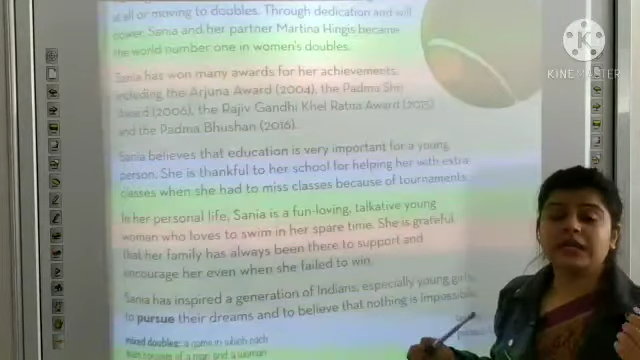 at all or moving to doubles. Through dedication and will
power, Sania and her partner Martina Hingis became
the world number one in women's doubles.
Sania has won many awards for her achievements,
including the Arjuna Award (2004), the Padma Shri
Award (2006), the Rajiv Gandhi Khel Ratna Award (2015)
and the Padma Bhushan (2016).
Sania believes that education is very important for a young
person. She is thankful to her school for helping her with extra
classes when she had to miss classes because of tournaments.
In her personal life, Sania is a fun-loving, talkative young
woman who loves to swim in her spare time. She is grateful
that her family has always been there to support and
encourage her even when she failed to win.
Sania has inspired a generation of Indians, especially young girls,
to pursue their dreams and to believe that nothing is impossible.
mixed doubles: a game in which each
team consists of a man and a woman
KINEMASTER